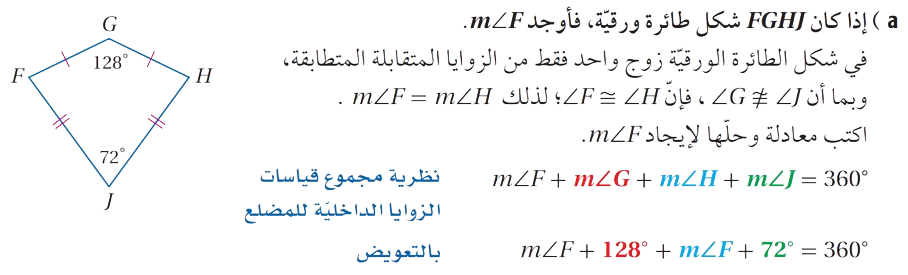 a) إذا كان FGHJ شكل طائرة ورقيّة، فأوجد m∠F.
في شكل الطائرة الورقيّة زوج واحد فقط من الزوايا المتقابلة المتطابقة،
وبما أن ∠G ≇ ∠J ، فإنّ ∠F ≅ ∠H؛ لذلك m∠F = m∠H .
اكتب معادلة وحلّها لإيجاد m∠F.
m∠F + m∠G + m∠H + m∠J = 360° نظرية مجموع قياسات
الزوايا الداخليّة للمضلع
m∠F + 128° + m∠F + 72° = 360° بالتعويض
G
128°
F
H
72°
J